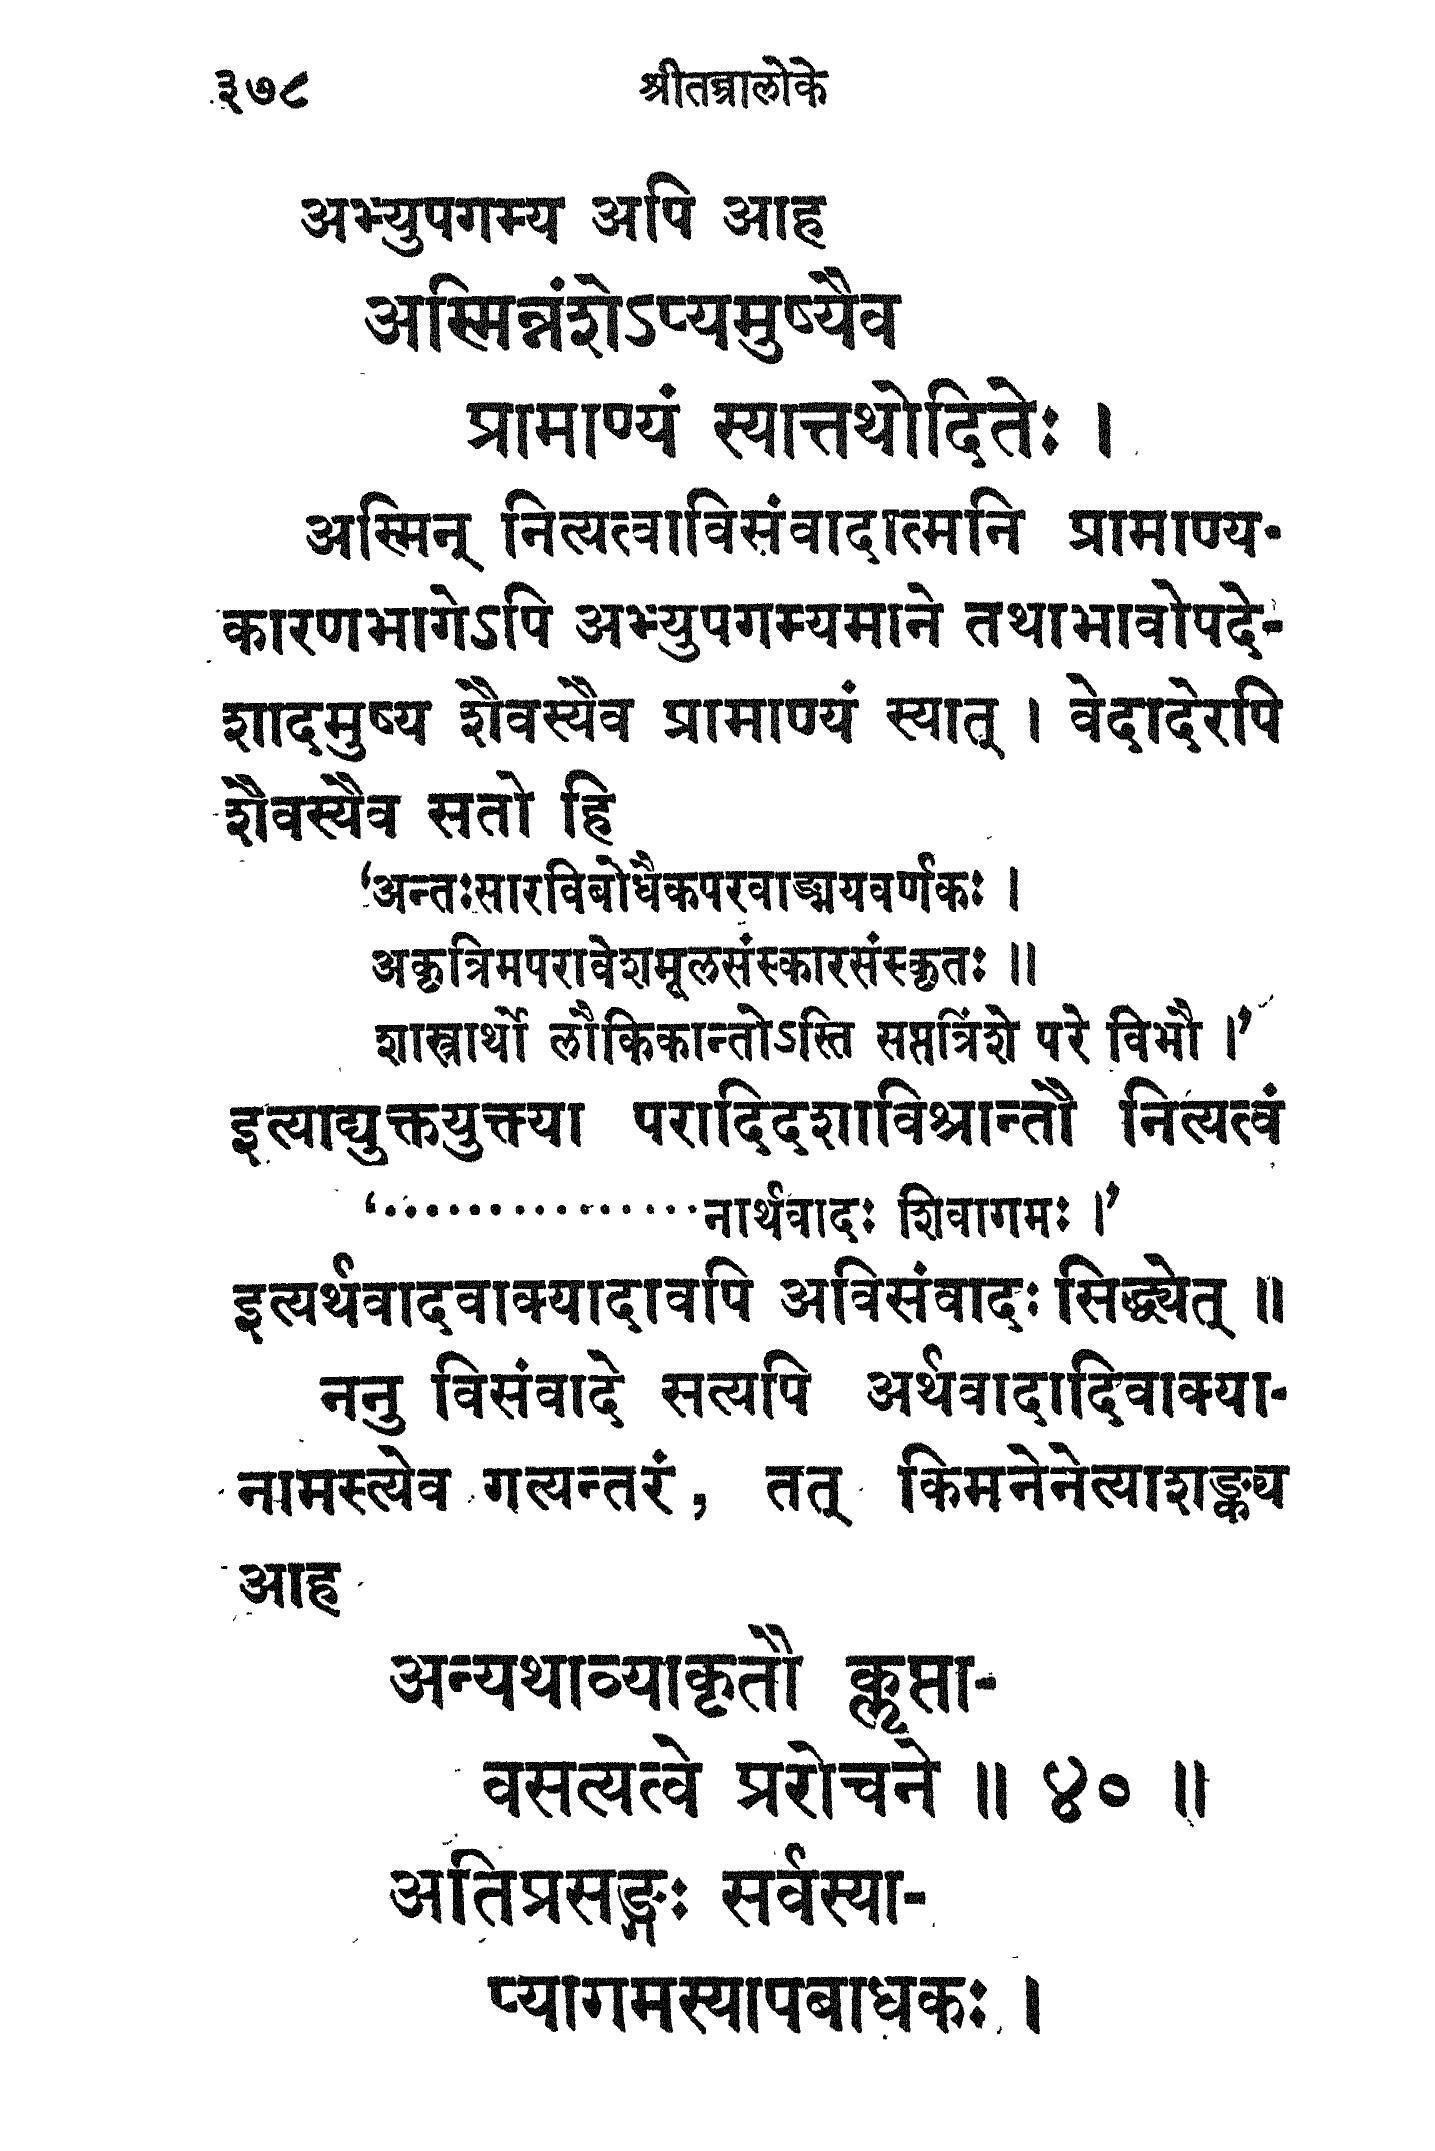 ३७८ श्रीतन्त्रालोके
अभ्युपगम्य अपि आह
अस्मिन्नंशेऽप्यमुष्यैव
प्रामाण्यं स्यात्तथोदितेः ।
अस्मिन् नित्यत्वाविसंवादात्मनि प्रामाण्य-
कारणभागेऽपि अभ्युपगम्यमाने तथाभावोपदे-
शादमुष्य शैवस्यैव प्रामाण्यं स्यात् । वेदादेरपि
शैवस्यैव सतो हि
‘अन्तःसारविबोधैकपरवाङ्मयवर्णकः ।
अकृत्रिमपरावेशमूलसंस्कारसंस्कृतः ॥
शास्त्रार्थो लौकिकान्तोऽस्ति सप्तत्रिंशे परे विभौ ।’
इत्याद्युक्तयुक्त्या परादिदशाविश्रान्तौ नित्यत्वं
‘················नार्थवादः शिवागमः ।’
इत्यर्थवादवाक्यादावपि अविसंवादः सिद्ध्येत् ॥
ननु विसंवादे सत्यपि अर्थवादादिवाक्या-
नामस्त्येव गत्यन्तरं, तत् किमनेनेत्याशङ्क्य
आह
अन्यथाव्याकृतौ कॢप्ता-
वसत्यत्वे प्ररोचने ॥ ४० ॥
अतिप्रसङ्गः सर्वस्या-
प्यागमस्यापबाधकः ।